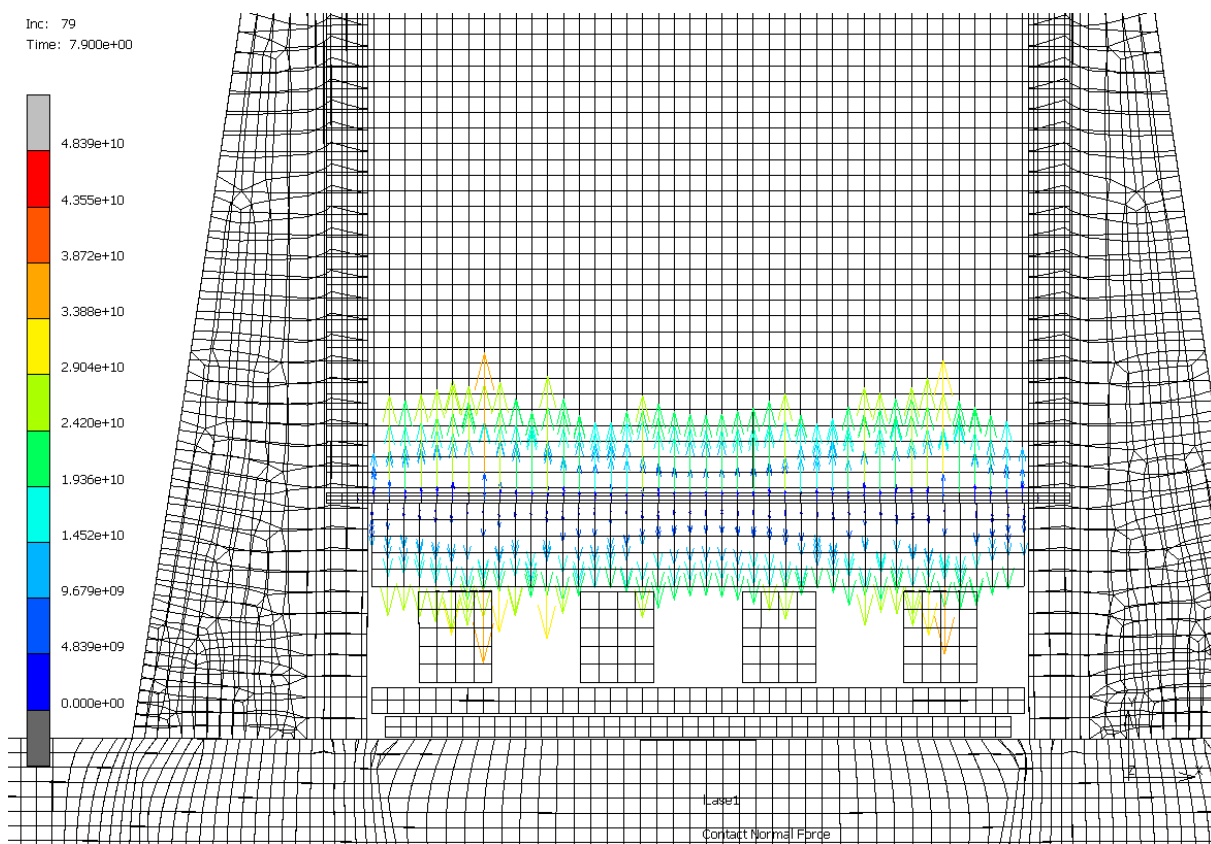 Inc: 79
Time: 7.900e+00
4.839e+10
4.355e+10
3.872e+10
3.388e+10
2.904e+10
2.420e+10
1.936e+10
1.452e+10
9.679e+09
4.839e+09
0.000e+00
Y
Z
X
lcase1
Contact Normal Force